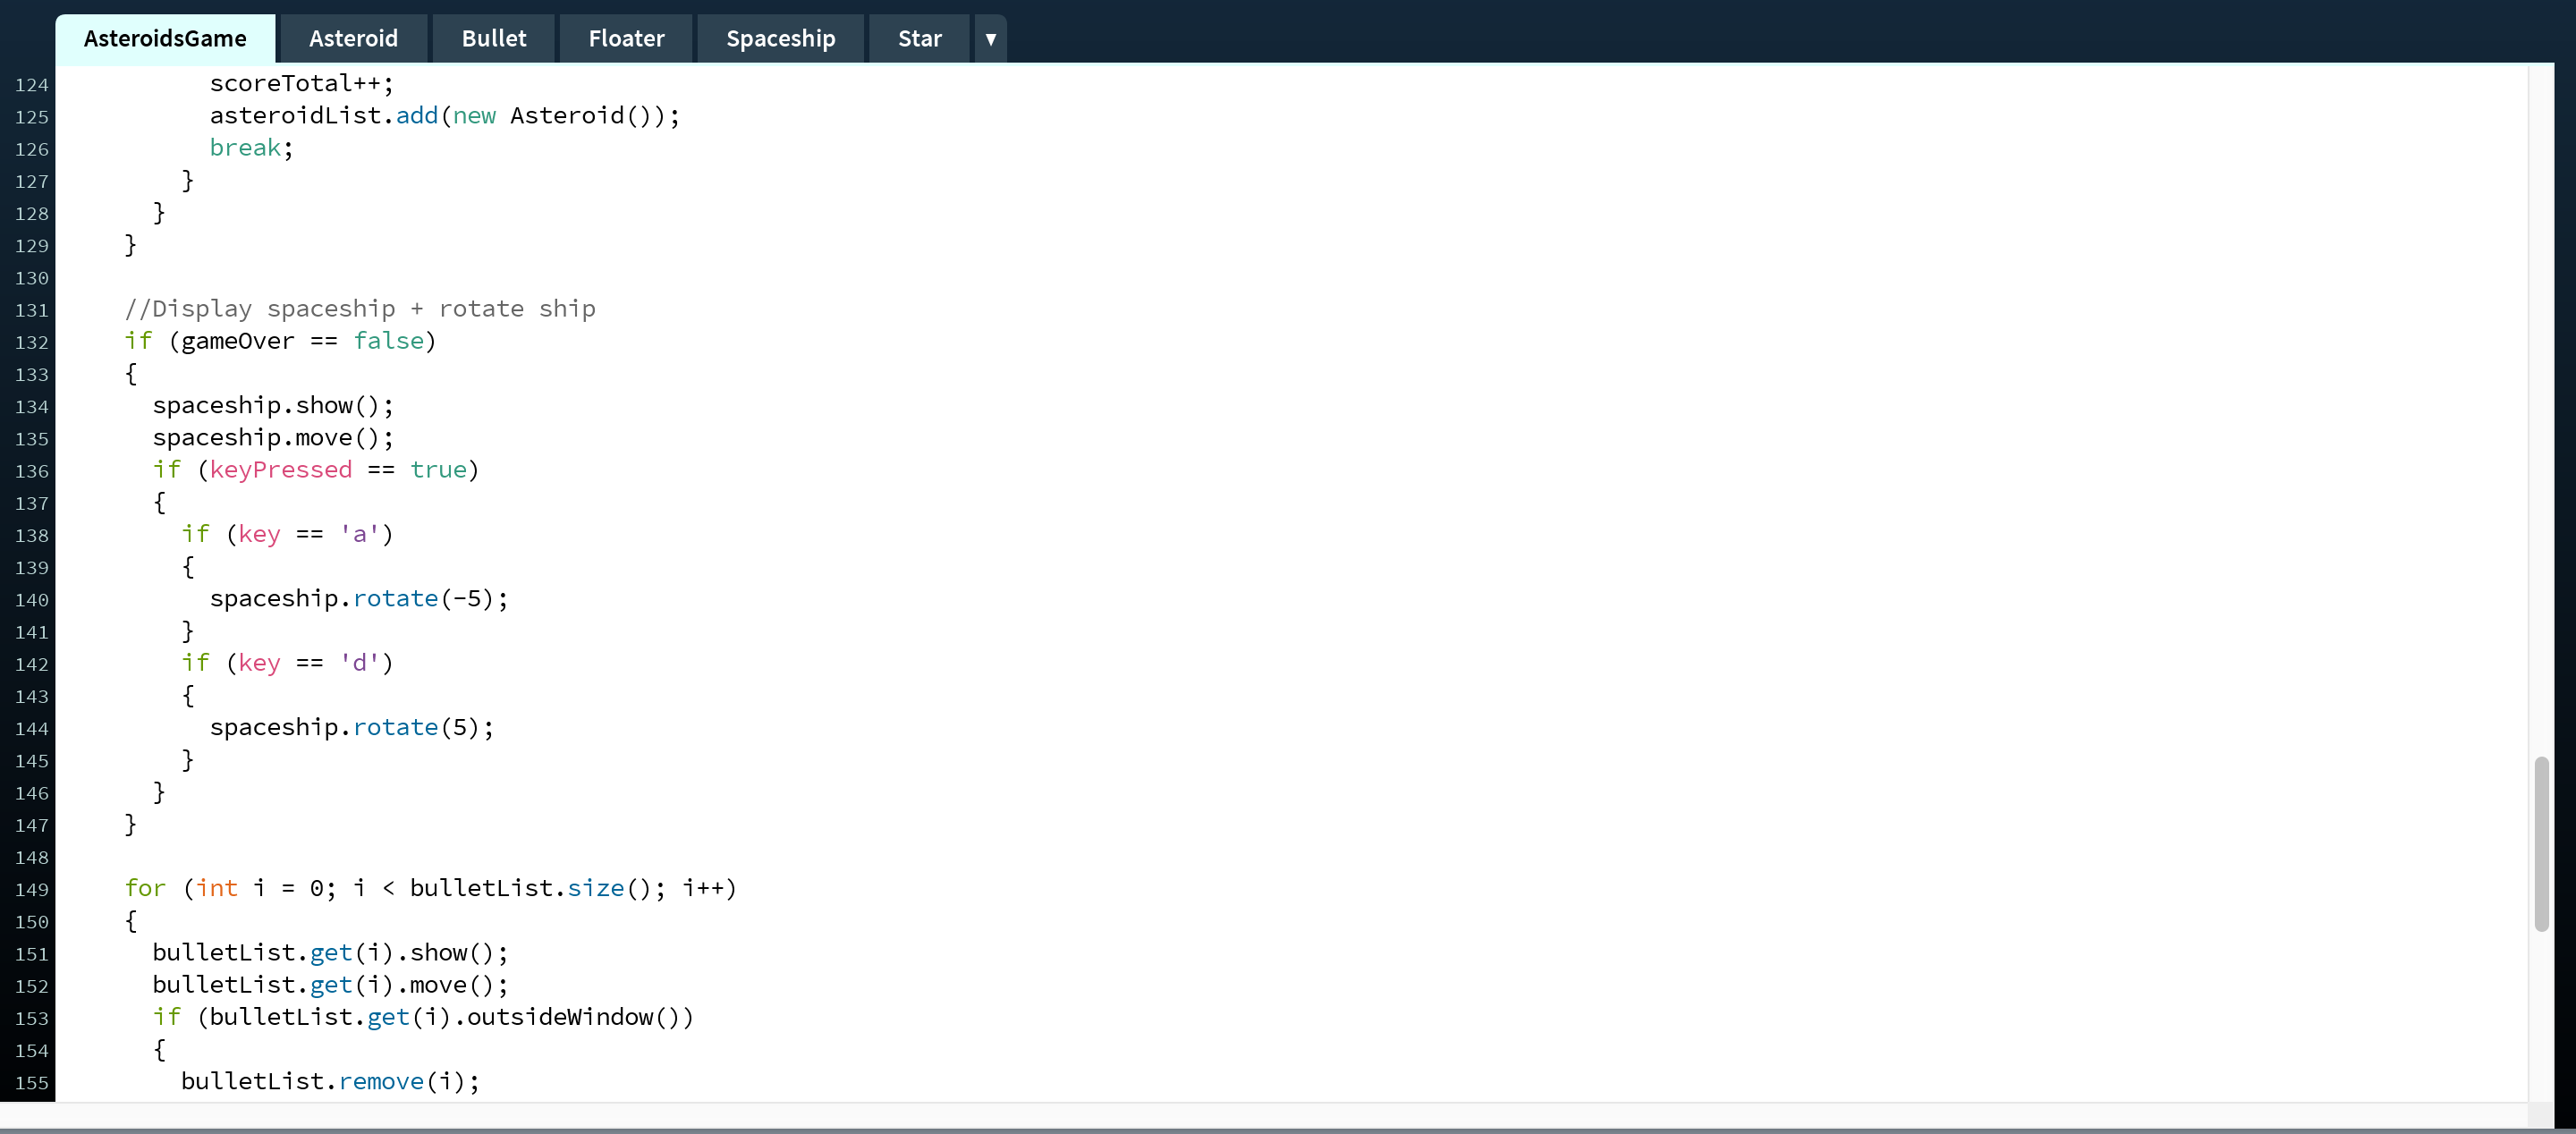 AsteroidsGame Asteroid Bullet Floater Spaceship Star ▼
124 scoreTotal++;
125 asteroidList.add(new Asteroid());
126 break;
127 }
128 }
129 }
130
131 //Display spaceship + rotate ship
132 if (gameOver == false)
133 {
134 spaceship.show();
135 spaceship.move();
136 if (keyPressed == true)
137 {
138 if (key == 'a')
139 {
140 spaceship.rotate(-5);
141 }
142 if (key == 'd')
143 {
144 spaceship.rotate(5);
145 }
146 }
147 }
148
149 for (int i = 0; i < bulletList.size(); i++)
150 {
151 bulletList.get(i).show();
152 bulletList.get(i).move();
153 if (bulletList.get(i).outsideWindow())
154 {
155 bulletList.remove(i);